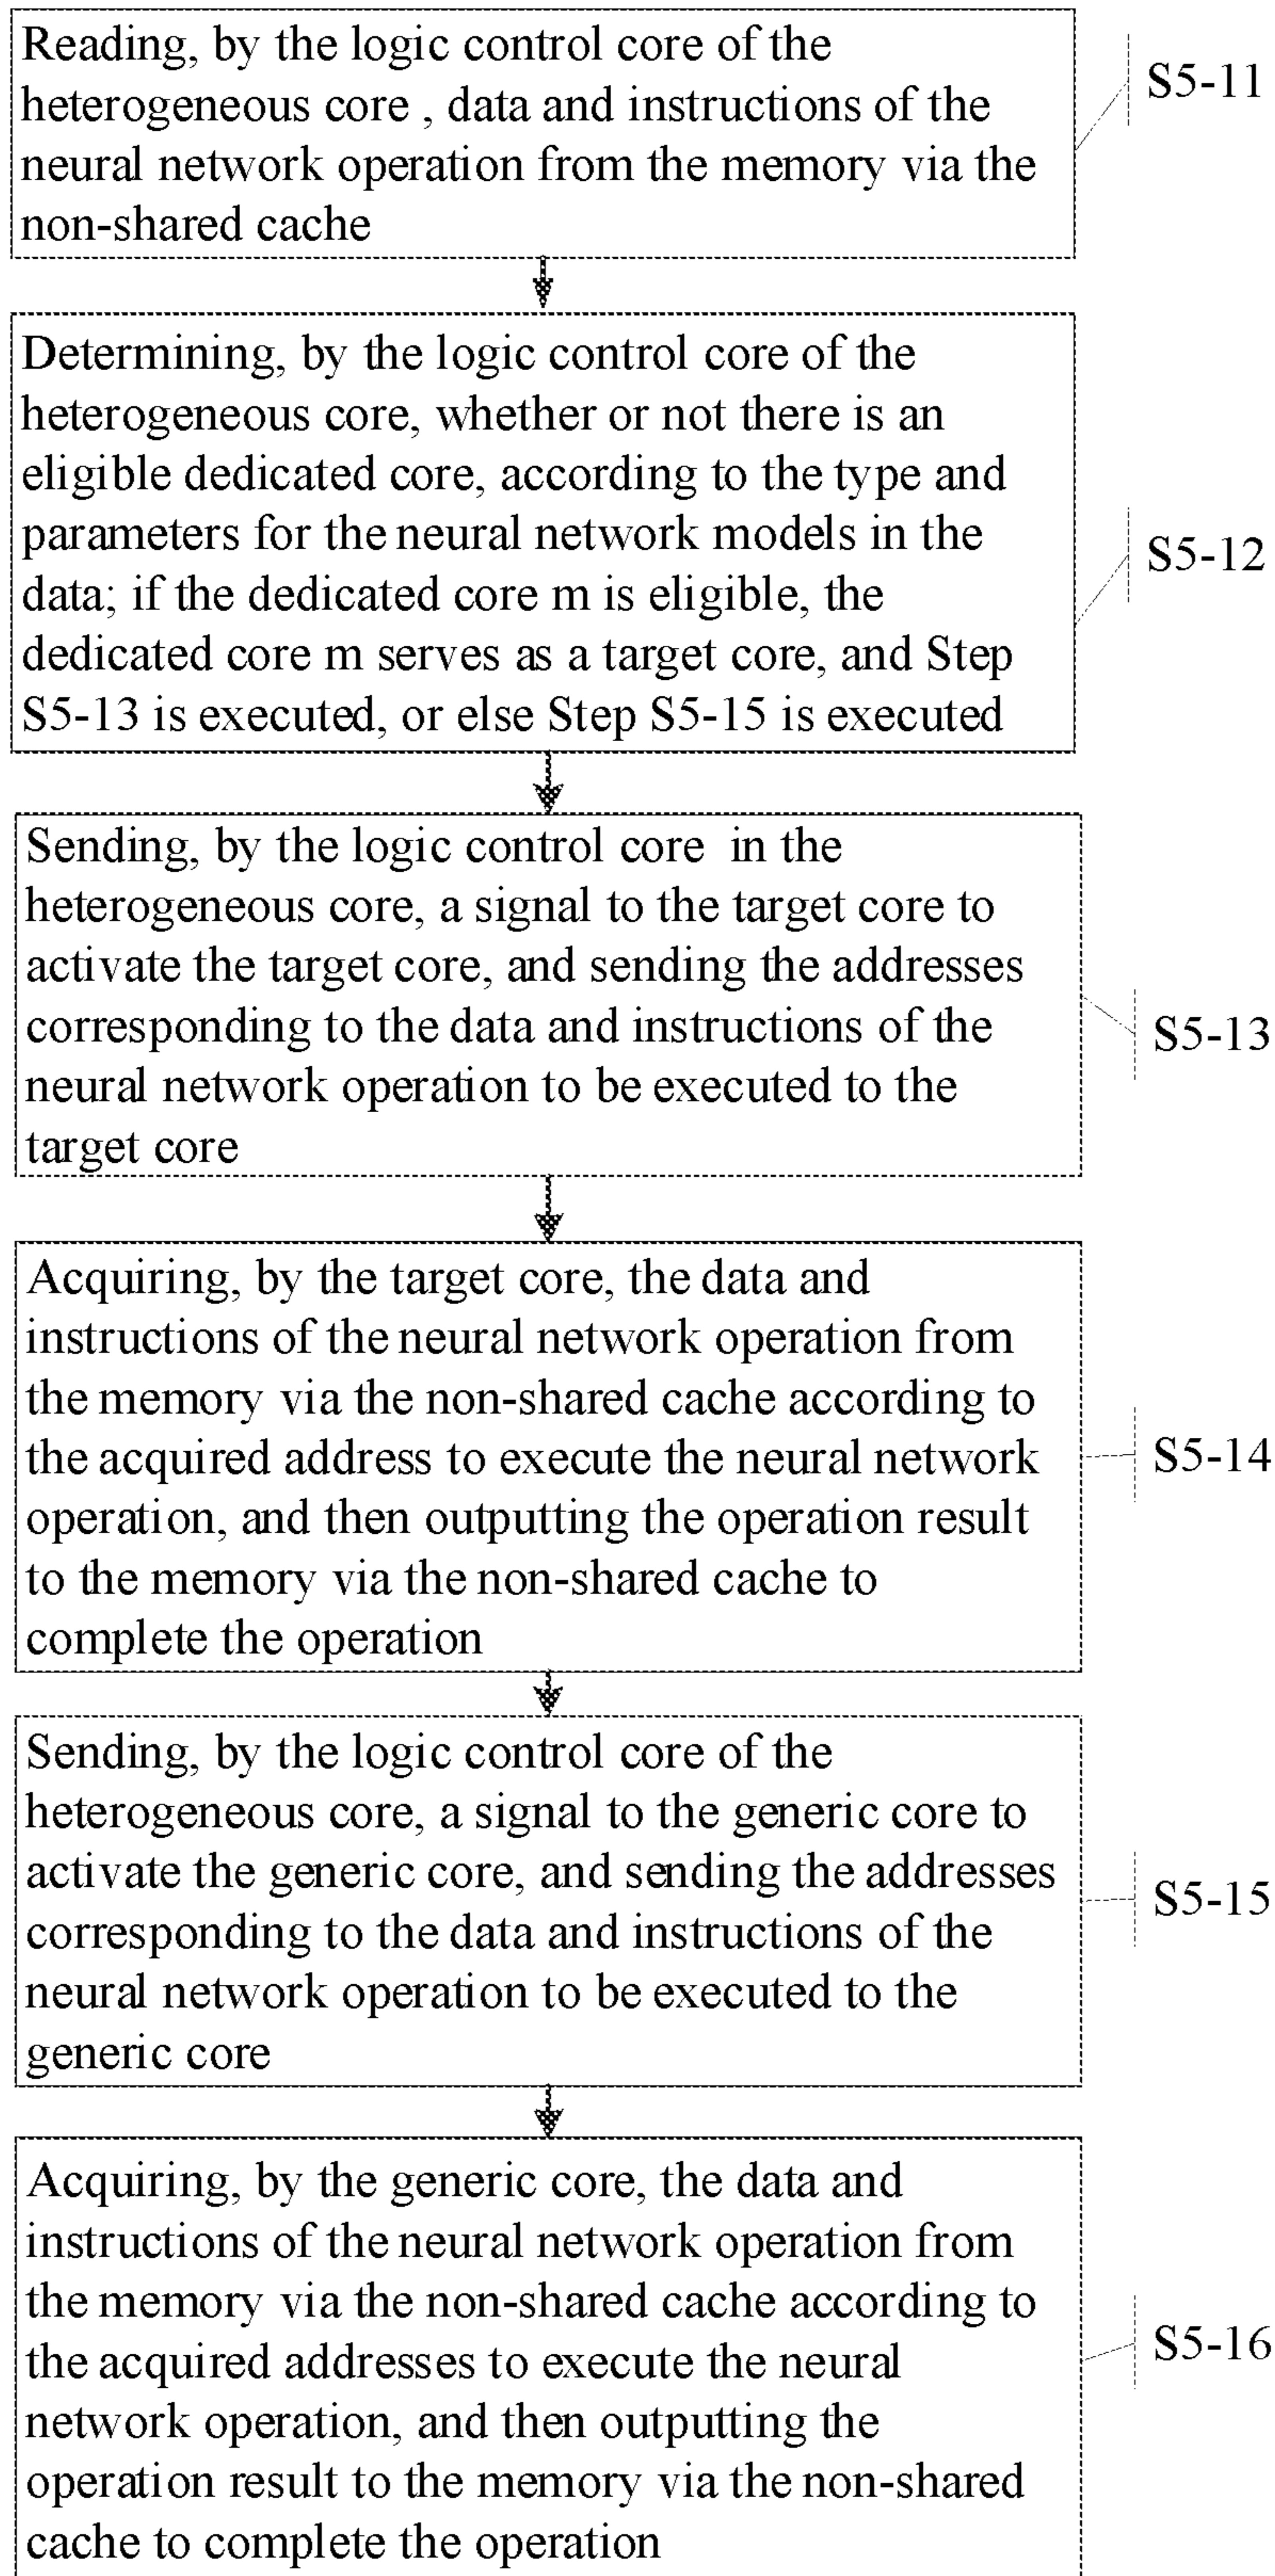 Reading, by the logic control core of the
heterogeneous core , data and instructions of the
neural network operation from the memory via the
non-shared cache
S5-11
Determining, by the logic control core of the
heterogeneous core, whether or not there is an
eligible dedicated core, according to the type and
parameters for the neural network models in the
data; if the dedicated core m is eligible, the
dedicated core m serves as a target core, and Step
S5-13 is executed, or else Step S5-15 is executed
S5-12
Sending, by the logic control core in the
heterogeneous core, a signal to the target core to
activate the target core, and sending the addresses
corresponding to the data and instructions of the
neural network operation to be executed to the
target core
S5-13
Acquiring, by the target core, the data and
instructions of the neural network operation from
the memory via the non-shared cache according to
the acquired address to execute the neural network
operation, and then outputting the operation result
to the memory via the non-shared cache to
complete the operation
S5-14
Sending, by the logic control core of the
heterogeneous core, a signal to the generic core to
activate the generic core, and sending the addresses
corresponding to the data and instructions of the
neural network operation to be executed to the
generic core
S5-15
Acquiring, by the generic core, the data and
instructions of the neural network operation from
the memory via the non-shared cache according to
the acquired addresses to execute the neural
network operation, and then outputting the
operation result to the memory via the non-shared
cache to complete the operation
S5-16